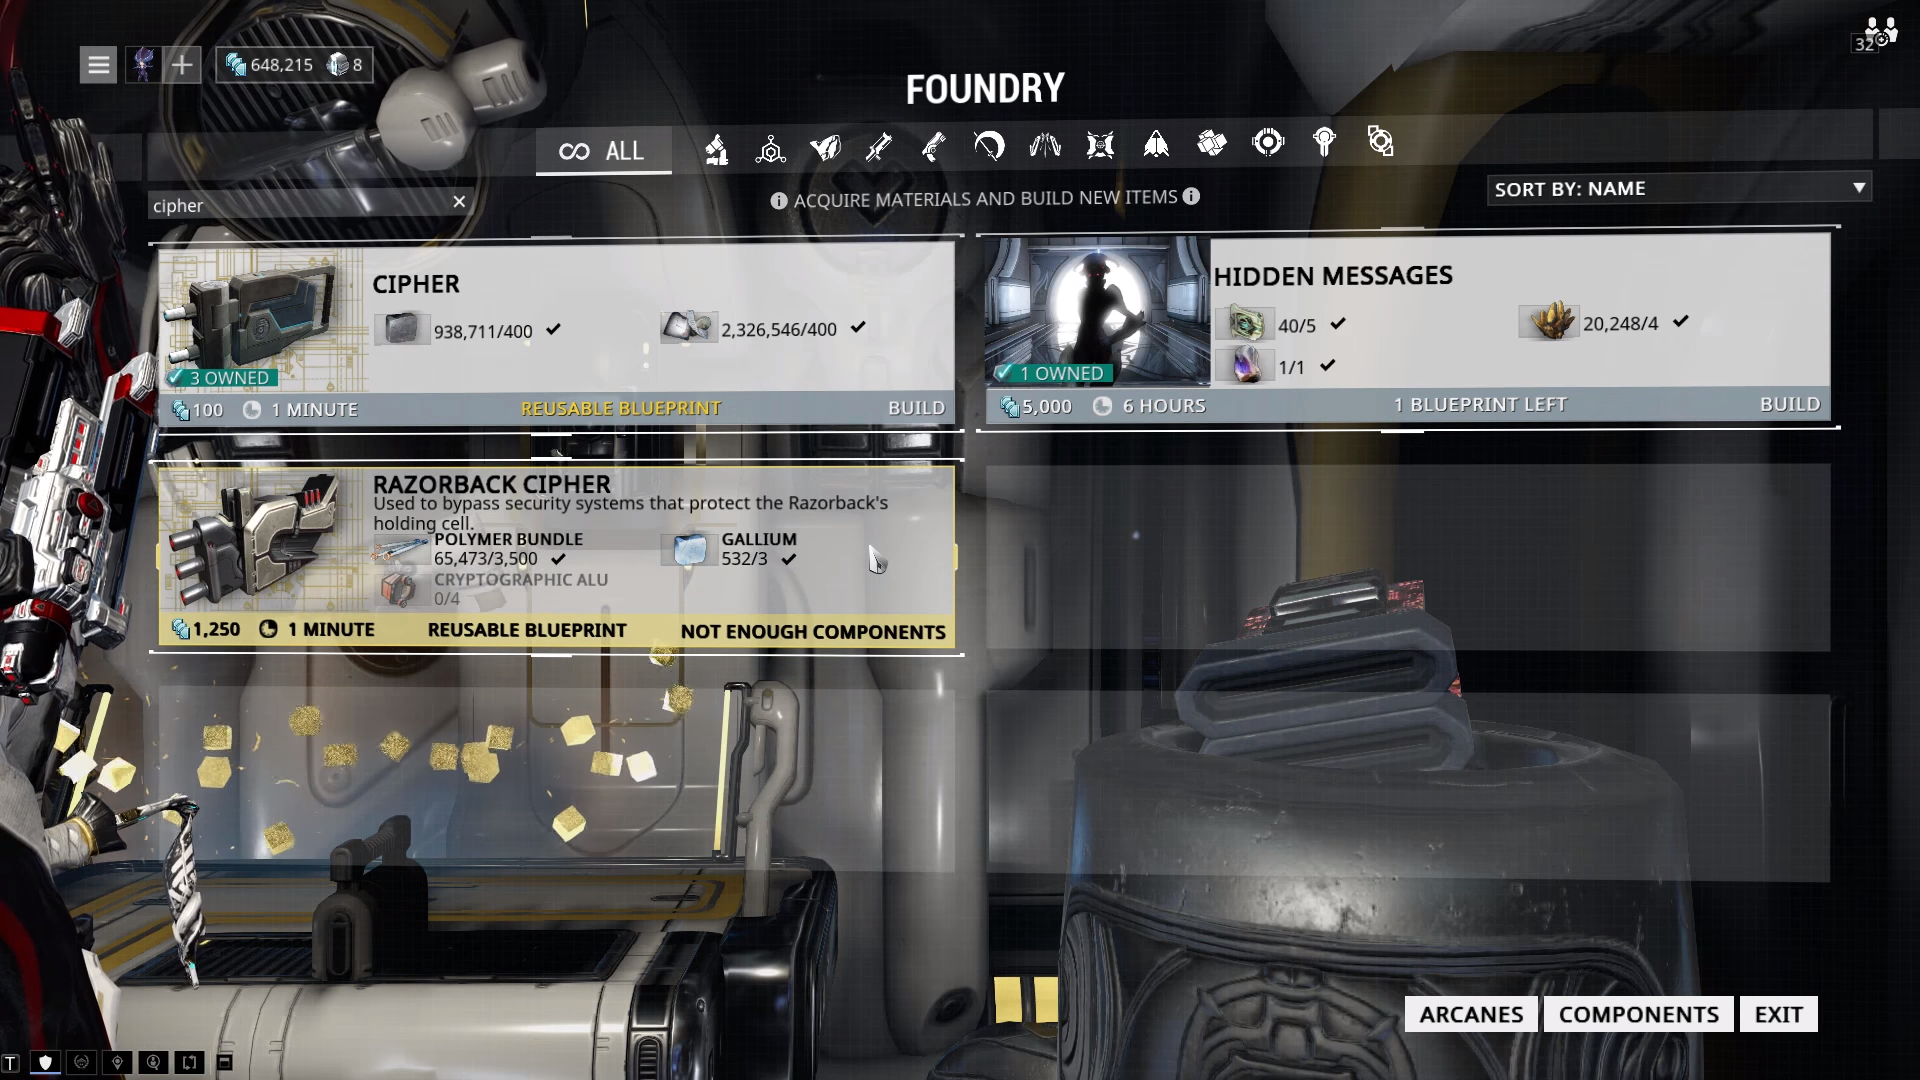 648,215 8
32
FOUNDRY
ALL
cipher ×
ACQUIRE MATERIALS AND BUILD NEW ITEMS
SORT BY: NAME
CIPHER
938,711/400
2,326,546/400
3 OWNED
100 1 MINUTE REUSABLE BLUEPRINT BUILD
HIDDEN MESSAGES
40/5
20,248/4
1/1
1 OWNED
5,000 6 HOURS 1 BLUEPRINT LEFT BUILD
RAZORBACK CIPHER
Used to bypass security systems that protect the Razorback's
holding cell.
POLYMER BUNDLE
65,473/3,500
GALLIUM
532/3
CRYPTOGRAPHIC ALU
0/4
1,250 1 MINUTE REUSABLE BLUEPRINT NOT ENOUGH COMPONENTS
ARCANES COMPONENTS EXIT
T